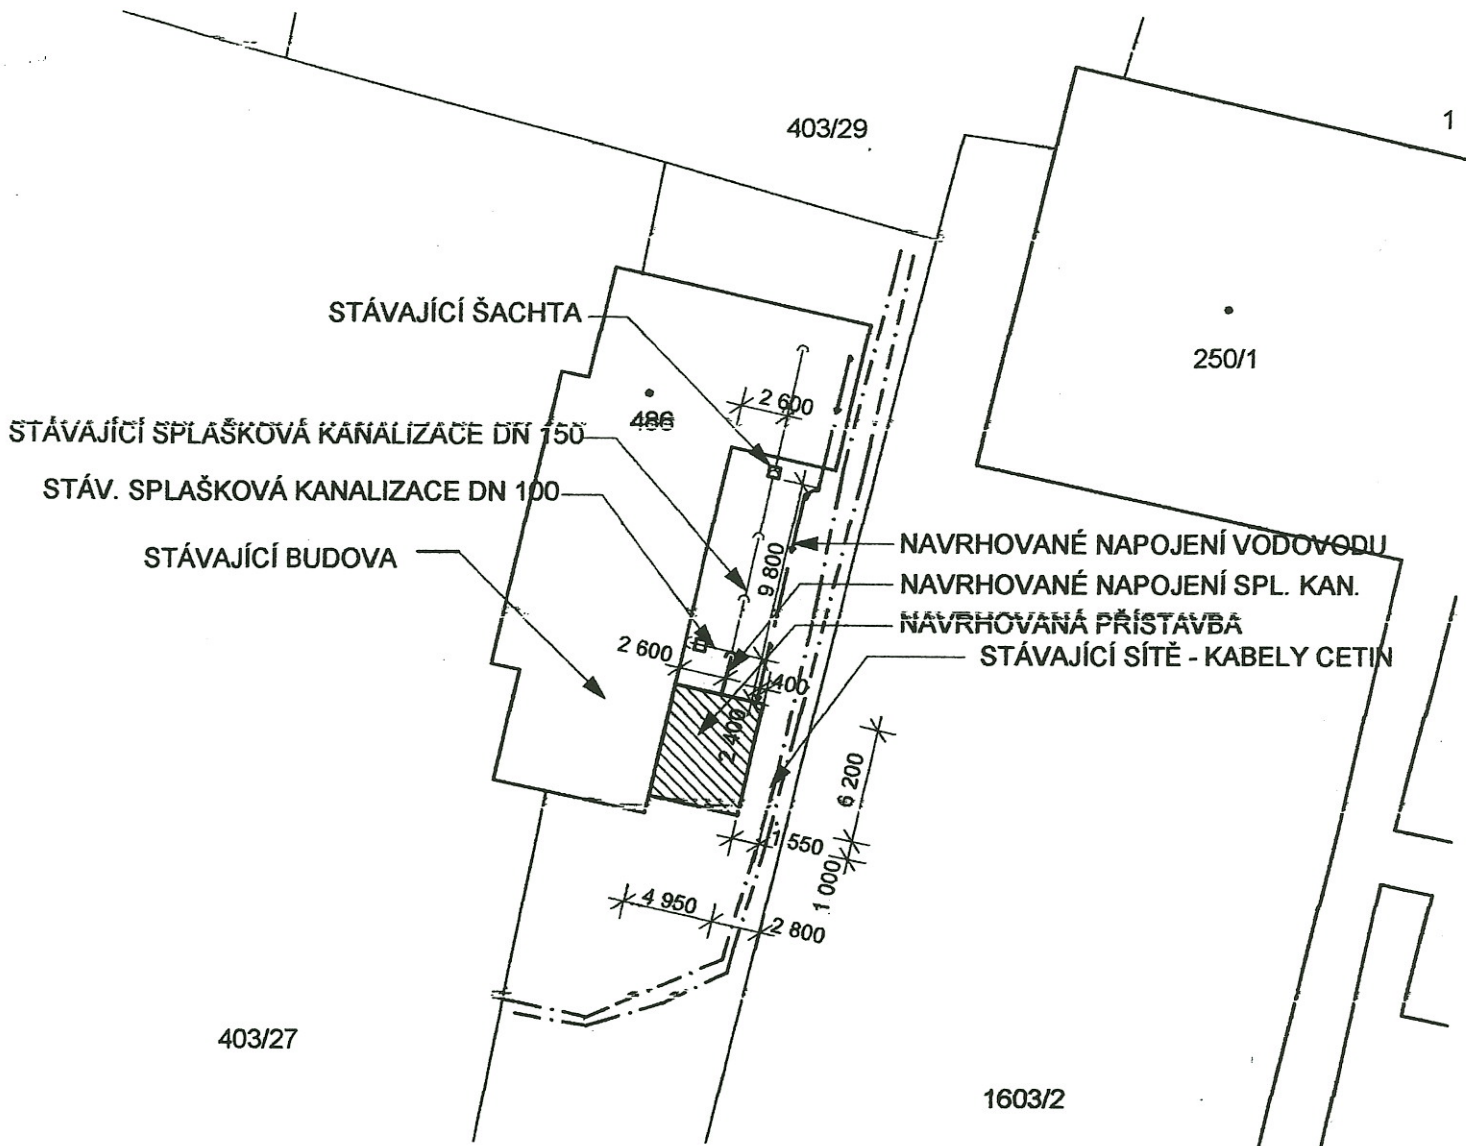 403/29
1
STÁVAJÍCÍ ŠACHTA
250/1
2 600
486
STÁVAJÍCÍ SPLAŠKOVÁ KANALIZACE DN 150
STÁV. SPLAŠKOVÁ KANALIZACE DN 100
STÁVAJÍCÍ BUDOVA
NAVRHOVANÉ NAPOJENÍ VODOVODU
9 800
NAVRHOVANÉ NAPOJENÍ SPL. KAN.
NAVRHOVANÁ PŘÍSTAVBA
2 600
STÁVAJÍCÍ SÍTĚ - KABELY CETIN
400
2 400
6 200
1 550
1 000
4 950
2 800
403/27
1603/2